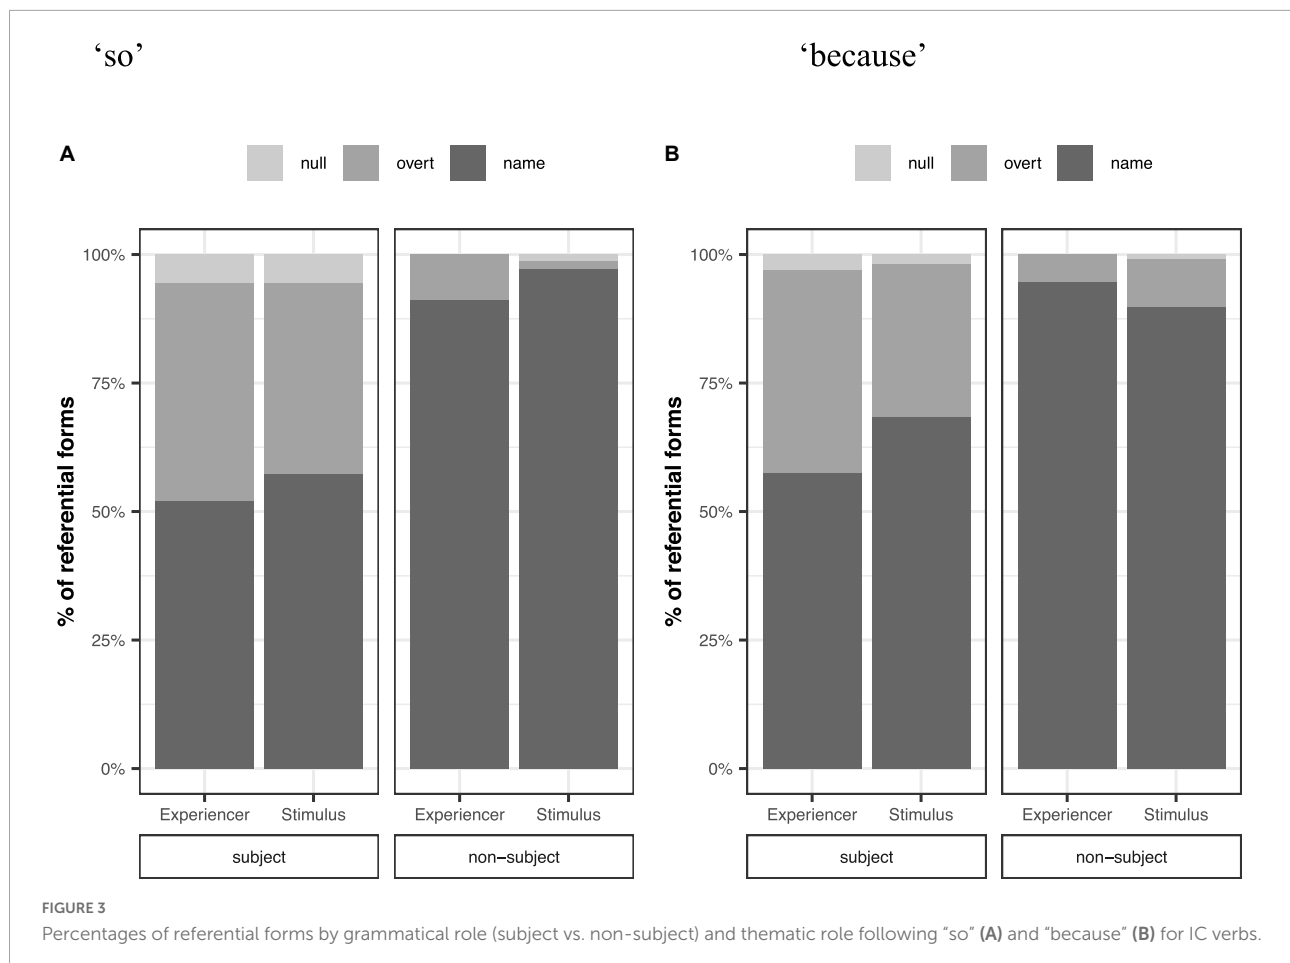 ‘so’
‘because’
A
null overt name
B
null overt name
100%
75%
50%
25%
0%
% of referential forms
Experiencer Stimulus
Experiencer Stimulus
subject
non−subject
100%
75%
50%
25%
0%
% of referential forms
Experiencer Stimulus
Experiencer Stimulus
subject
non−subject
FIGURE 3
Percentages of referential forms by grammatical role (subject vs. non-subject) and thematic role following “so” (A) and “because” (B) for IC verbs.